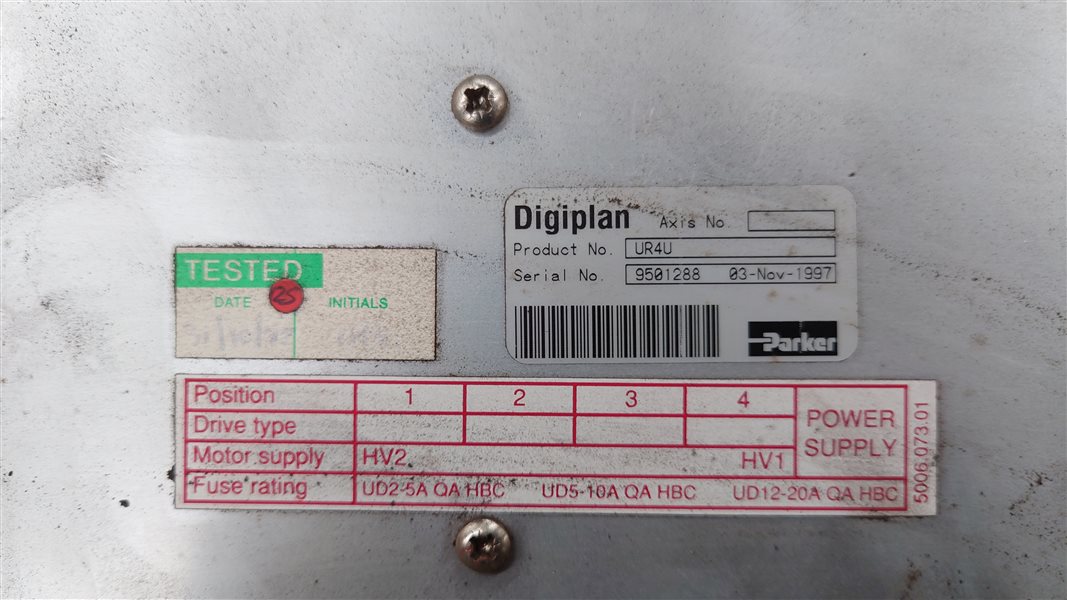 Digiplan Axis No.
Product No. UR4U
Serial No. 9501288 03-Nov-1997
Parker
TESTED
25
DATE INITIALS
Position 1 2 3 4 POWER SUPPLY
Drive type
Motor supply HV2 HV1
Fuse rating UD2-5A QA HBC UD5-10A QA HBC UD12-20A QA HBC
5006.073.01